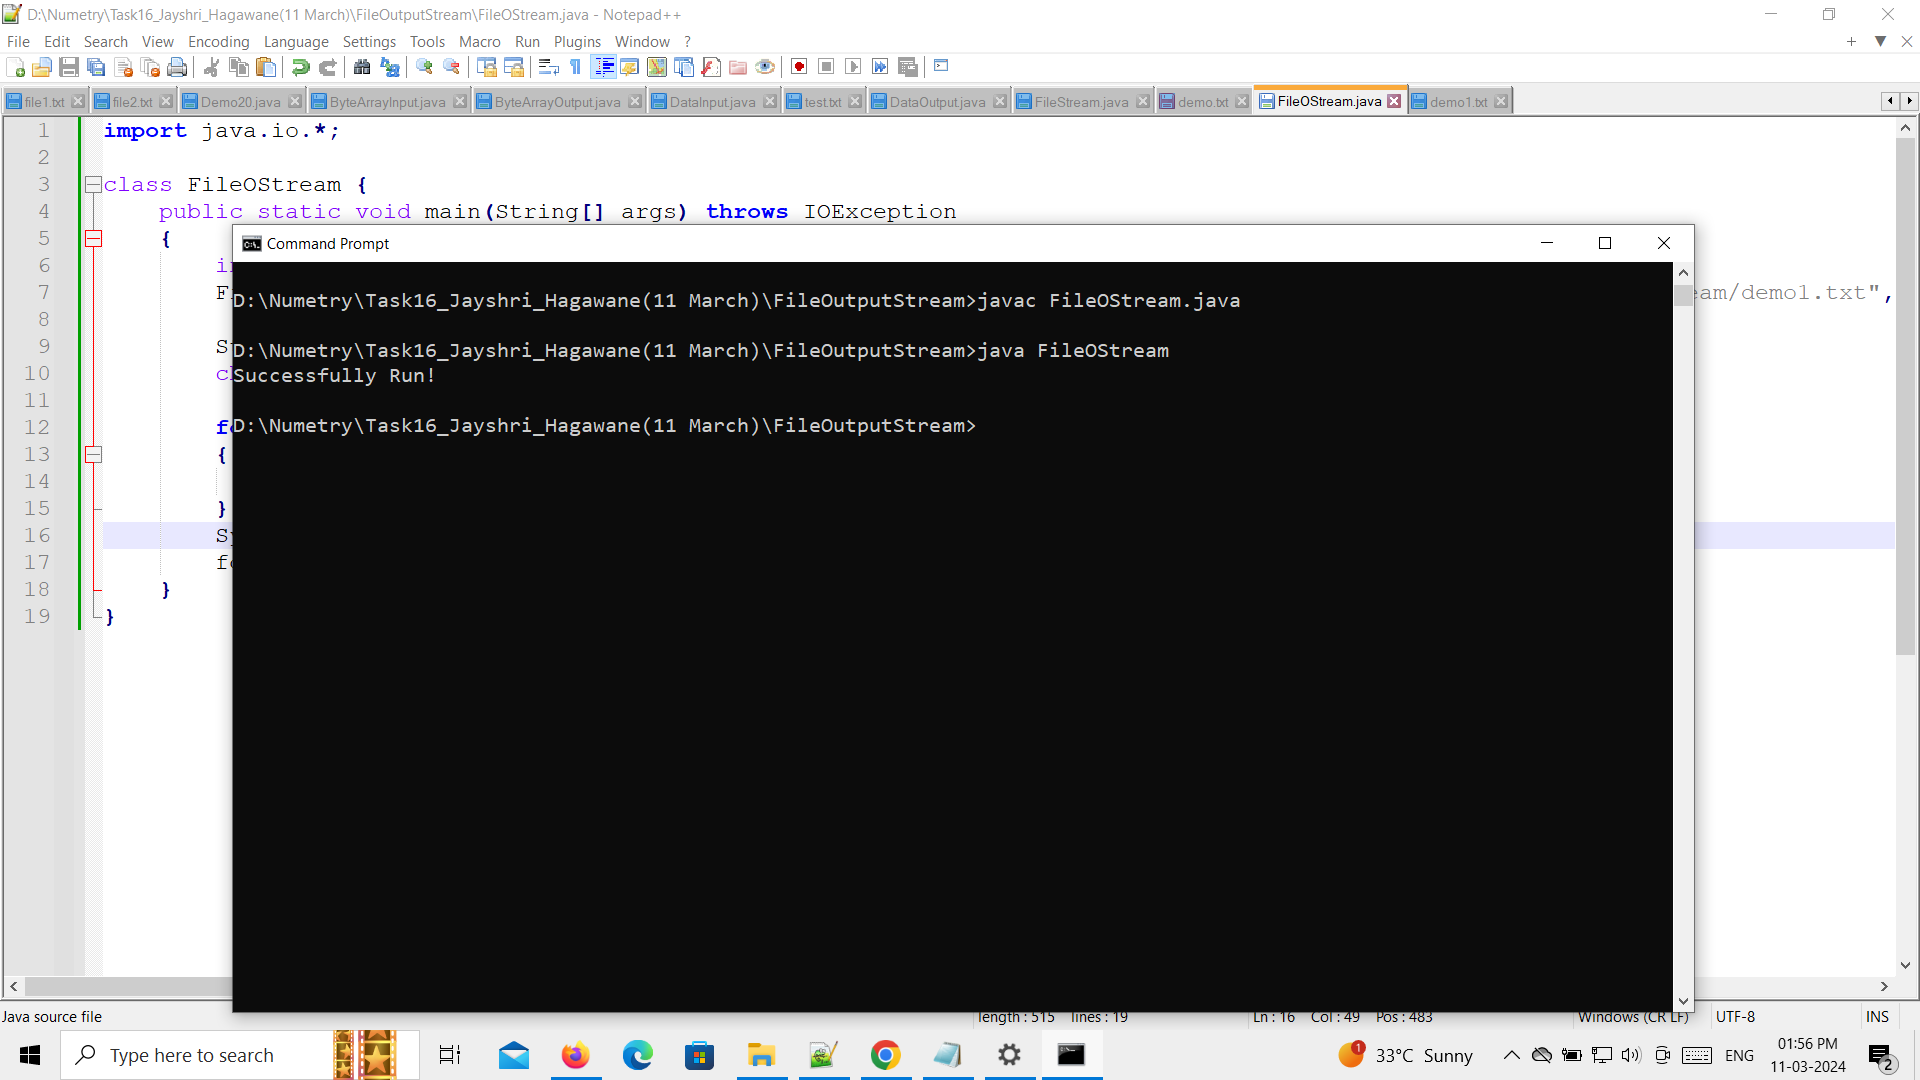 D:\Numetry\Task16_Jayshri_Hagawane(11 March)\FileOutputStream\FileOStream.java - Notepad++
File Edit Search View Encoding Language Settings Tools Macro Run Plugins Window ?
file1.txt file2.txt Demo20.java ByteArrayInput.java ByteArrayOutput.java DataInput.java test.txt DataOutput.java FileStream.java demo.txt FileOStream.java demo1.txt
1 import java.io.*;
2
3 class FileOStream {
4 public static void main(String[] args) throws IOException
5 {
6
7 am/demo1.txt",
8
9
10
11
12
13 {
14
15 }
16
17
18 }
19 }
Command Prompt
D:\Numetry\Task16_Jayshri_Hagawane(11 March)\FileOutputStream>javac FileOStream.java
D:\Numetry\Task16_Jayshri_Hagawane(11 March)\FileOutputStream>java FileOStream
Successfully Run!
D:\Numetry\Task16_Jayshri_Hagawane(11 March)\FileOutputStream>
Java source file length : 515 lines : 19 Ln : 16 Col : 49 Pos : 483 Windows (CR LF) UTF-8 INS
Type here to search 1 33°C Sunny ENG 01:56 PM
11-03-2024 2